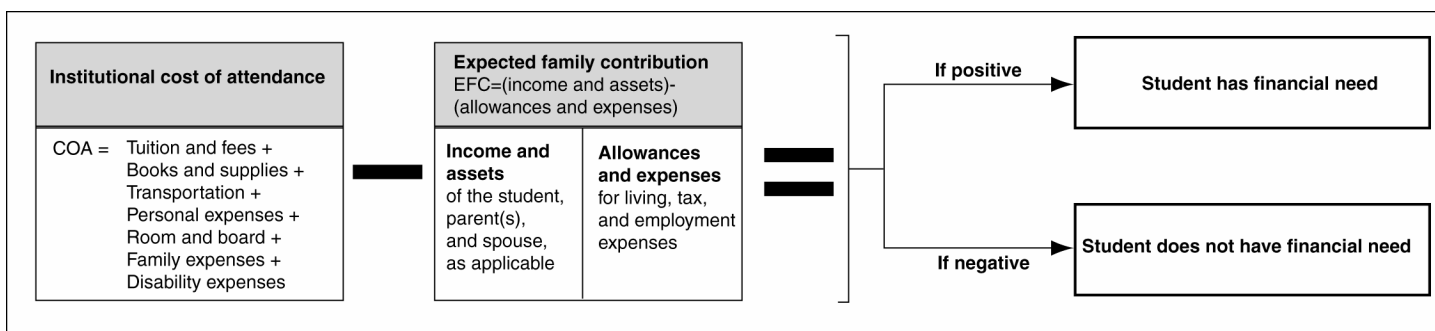 Institutional cost of attendance
COA = Tuition and fees +
Books and supplies +
Transportation +
Personal expenses +
Room and board +
Family expenses +
Disability expenses
Expected family contribution
EFC=(income and assets)-
(allowances and expenses)
Income and
assets
of the student,
parent(s),
and spouse,
as applicable
Allowances
and expenses
for living, tax,
and employment
expenses
If positive
Student has financial need
If negative
Student does not have financial need